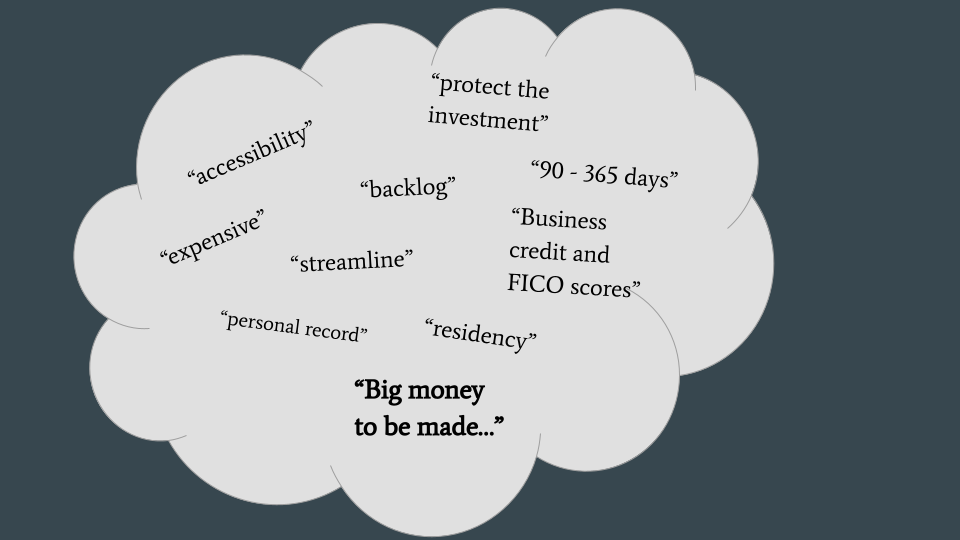 “protect the
investment”
“accessibility”
“90 - 365 days”
“backlog”
“Business
credit and
FICO scores”
“expensive”
“streamline”
“personal record”
“residency”
“Big money
to be made...”